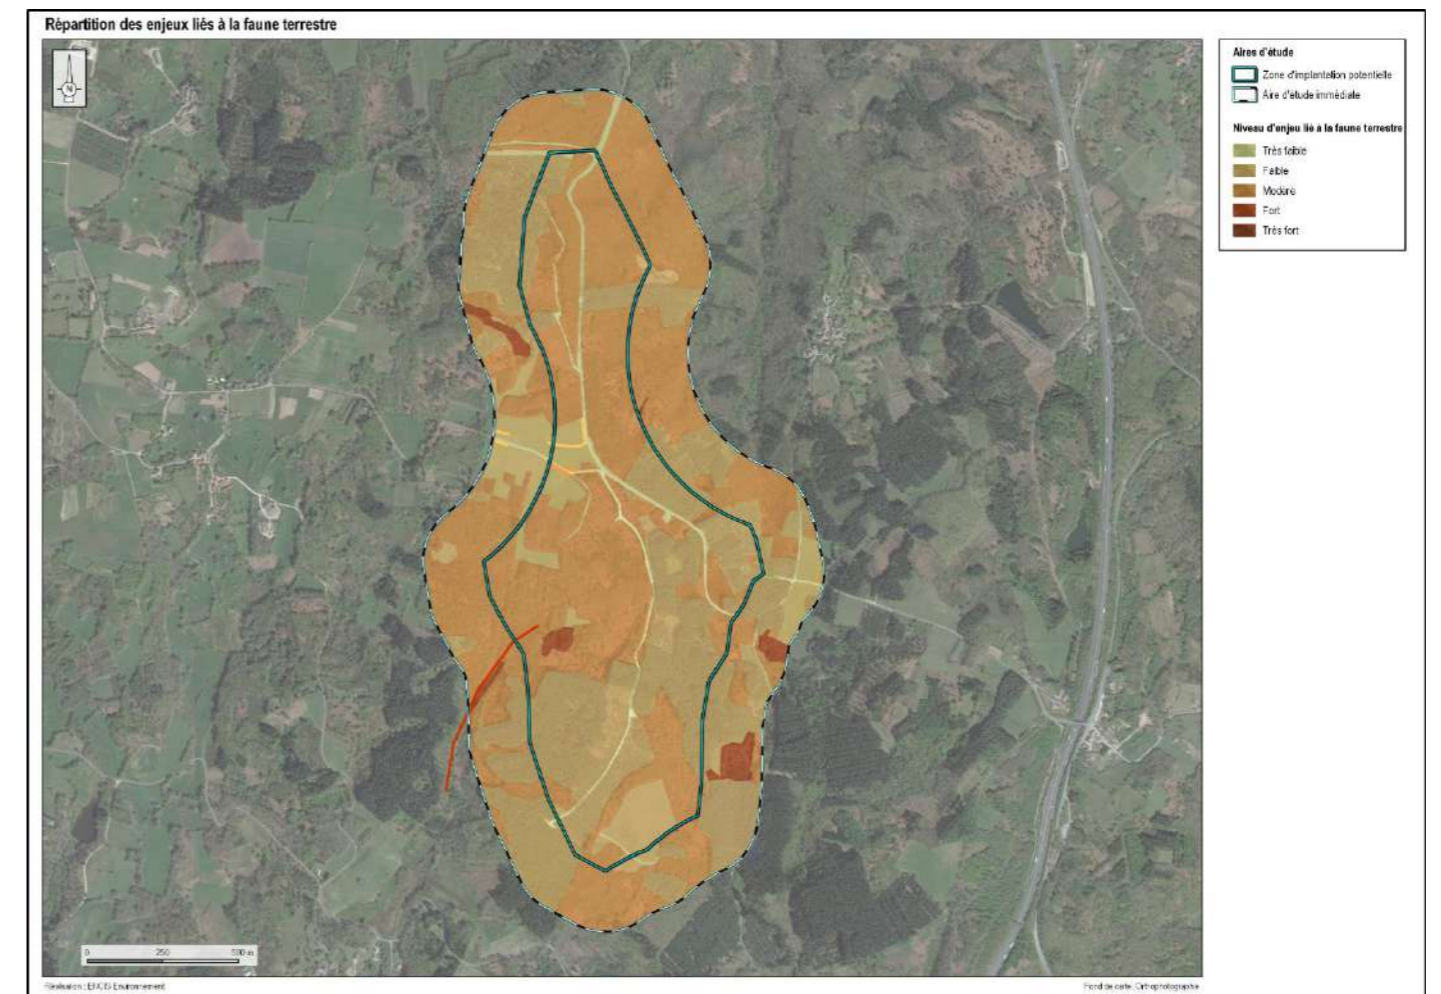 Répartition des enjeux liés à la faune terrestre
N
Aires d'étude
Zone d'implantation potentielle
Aire d'étude immédiate
Niveau d'enjeu lié à la faune terrestre
Très faible
Faible
Modéré
Fort
Très fort
0 250 500 m
Réalisation : ENCIS Environnement
Fond de carte: Orthophotographie